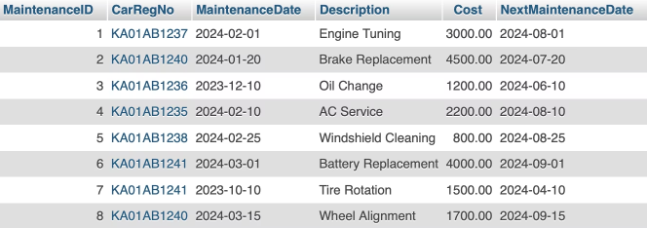 MaintenanceID CarRegNo MaintenanceDate Description Cost NextMaintenanceDate
1 KA01AB1237 2024-02-01 Engine Tuning 3000.00 2024-08-01
2 KA01AB1240 2024-01-20 Brake Replacement 4500.00 2024-07-20
3 KA01AB1236 2023-12-10 Oil Change 1200.00 2024-06-10
4 KA01AB1235 2024-02-10 AC Service 2200.00 2024-08-10
5 KA01AB1238 2024-02-25 Windshield Cleaning 800.00 2024-08-25
6 KA01AB1241 2024-03-01 Battery Replacement 4000.00 2024-09-01
7 KA01AB1241 2023-10-10 Tire Rotation 1500.00 2024-04-10
8 KA01AB1240 2024-03-15 Wheel Alignment 1700.00 2024-09-15